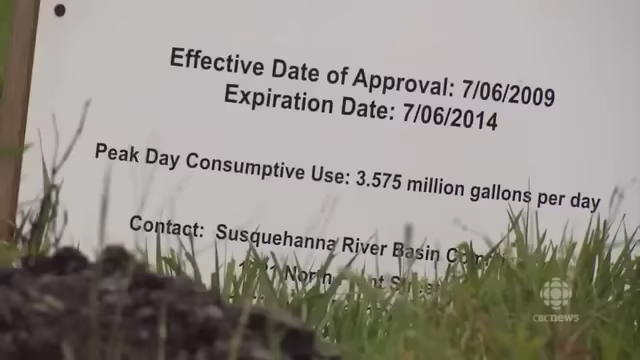 Effective Date of Approval: 7/06/2009
Expiration Date: 7/06/2014
Peak Day Consumptive Use: 3.575 million gallons per day
Contact: Susquehanna River Basin
North
CBCnews